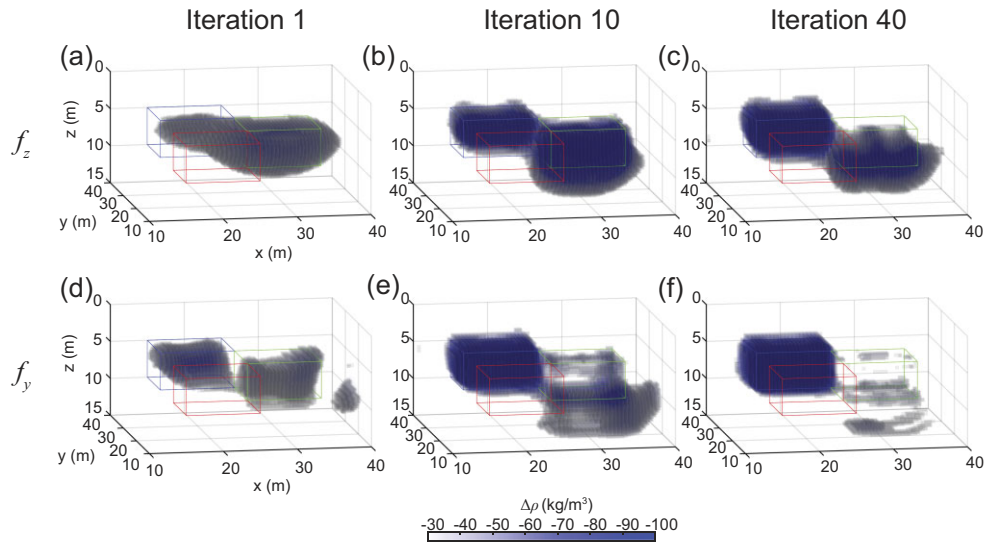 Iteration 1 Iteration 10 Iteration 40
(a) (b) (c)
f_z
0 5 10 15 z (m)
40 30 20 10 y (m)
10 20 30 40 x (m)
0 5 10 15 z (m)
40 30 20 10
10 20 30 40
0 5 10 15
40 30 20 10
10 20 30 40
(d) (e) (f)
f_y
0 5 10 15 z (m)
40 30 20 10 y (m)
10 20 30 40 x (m)
0 5 10 15
40 30 20 10
10 20 30 40
0 5 10 15
40 30 20 10
10 20 30 40
Δρ (kg/m³)
-30 -40 -50 -60 -70 -80 -90 -100